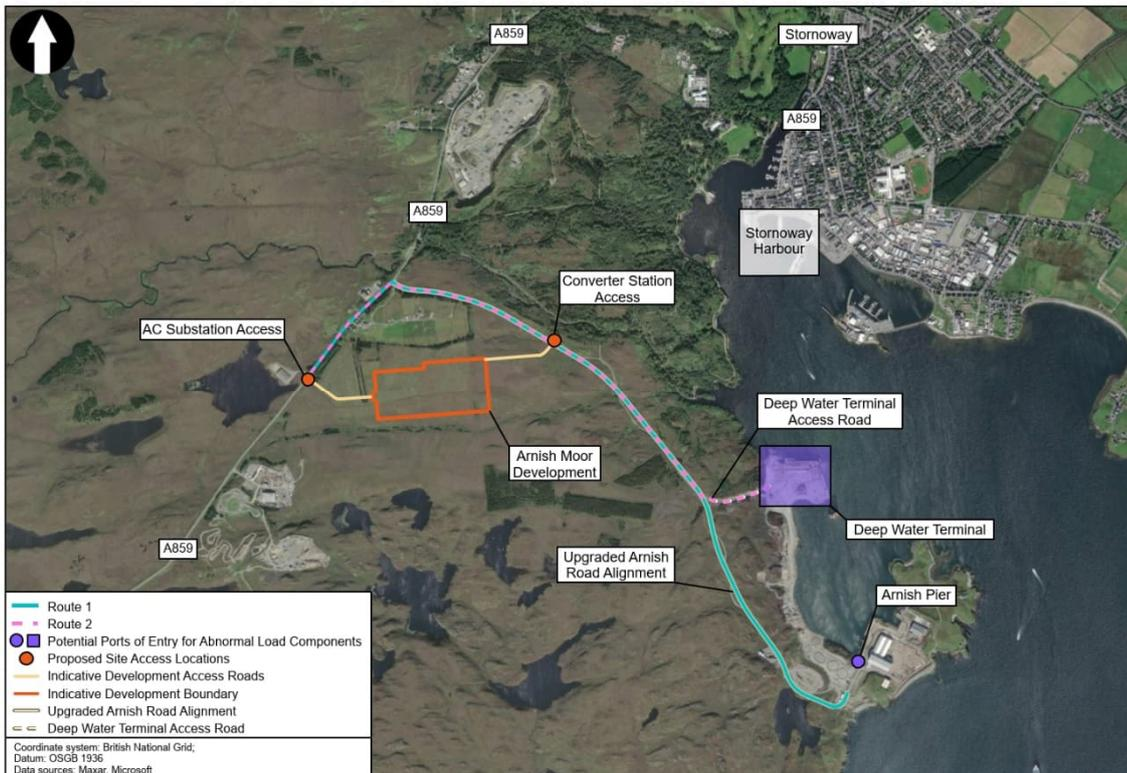 A859
Stornoway
A859
A859
Stornoway
Harbour
Converter Station
Access
AC Substation Access
Deep Water Terminal
Access Road
Arnish Moor
Development
Deep Water Terminal
A859
Upgraded Arnish
Road Alignment
Arnish Pier
Route 1
Route 2
Potential Ports of Entry for Abnormal Load Components
Proposed Site Access Locations
Indicative Development Access Roads
Indicative Development Boundary
Upgraded Arnish Road Alignment
Deep Water Terminal Access Road
Coordinate system: British National Grid;
Datum: OSGB 1936
Data sources: Maxar, Microsoft